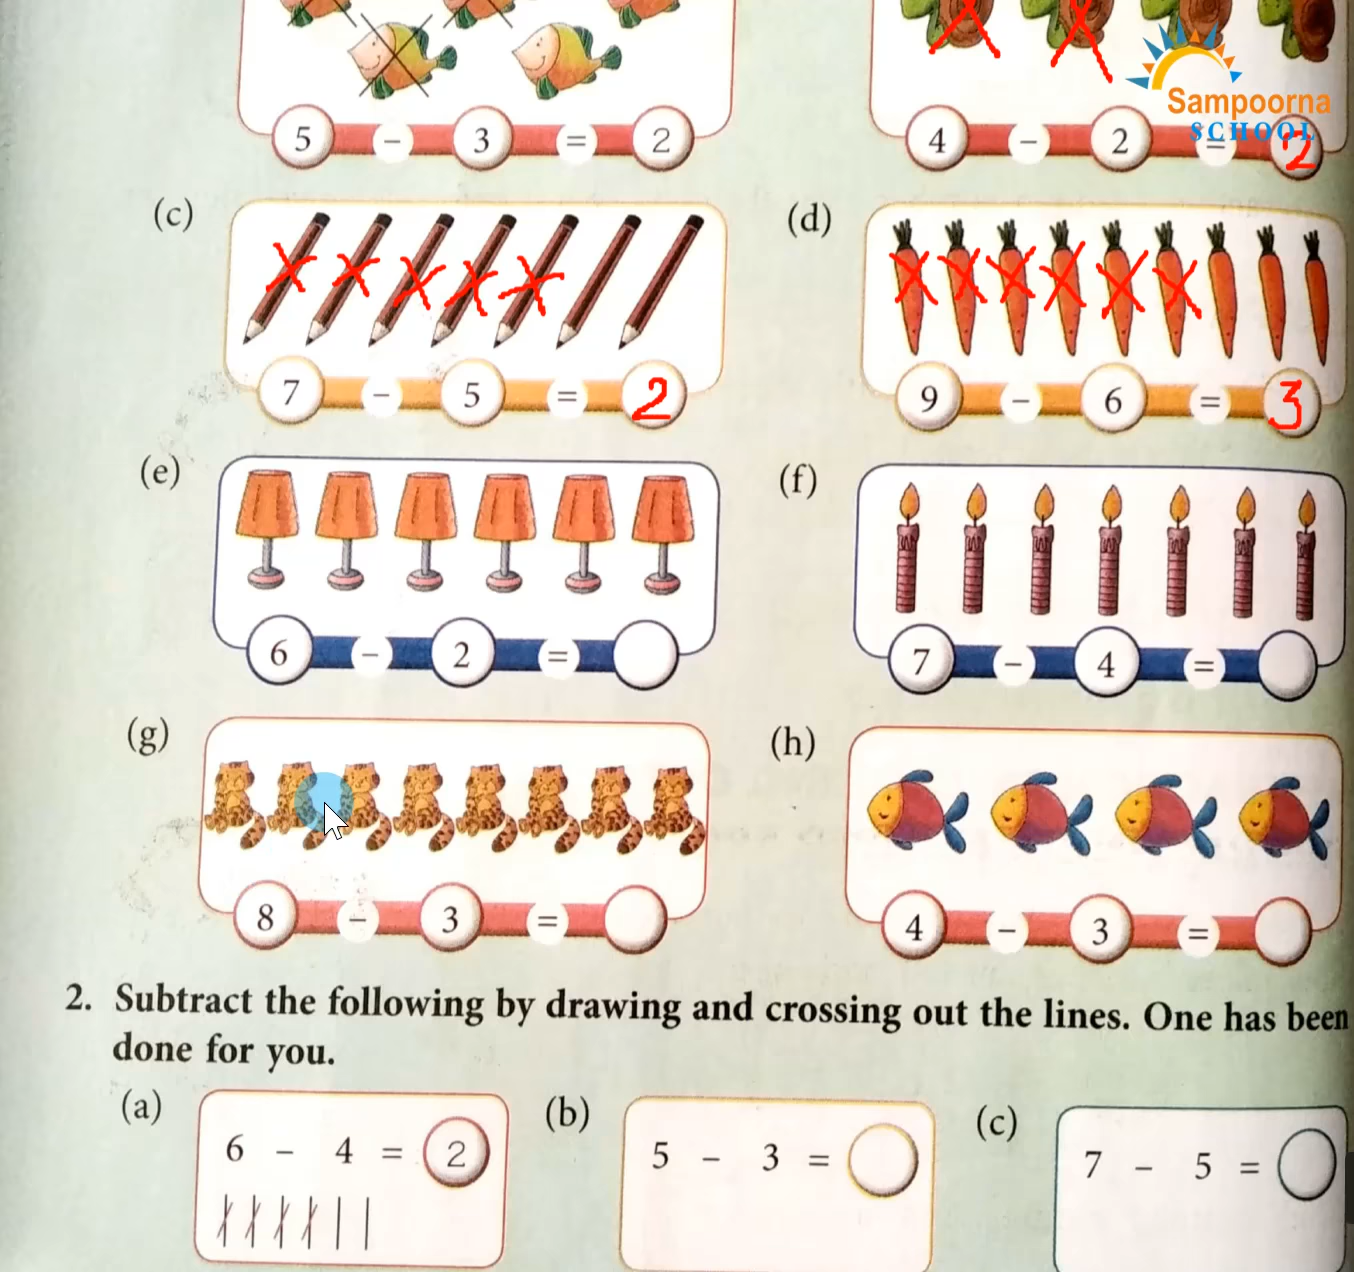 5 - 3 = 2
4 - 2 = 2
Sampoorna
SCHOOL
(c)
7 - 5 = 2
(d)
9 - 6 = 3
(e)
6 - 2 =
(f)
7 - 4 =
(g)
8 - 3 =
(h)
4 - 3 =
2. Subtract the following by drawing and crossing out the lines. One has been
done for you.
(a)
6 - 4 = 2
(b)
5 - 3 =
(c)
7 - 5 =